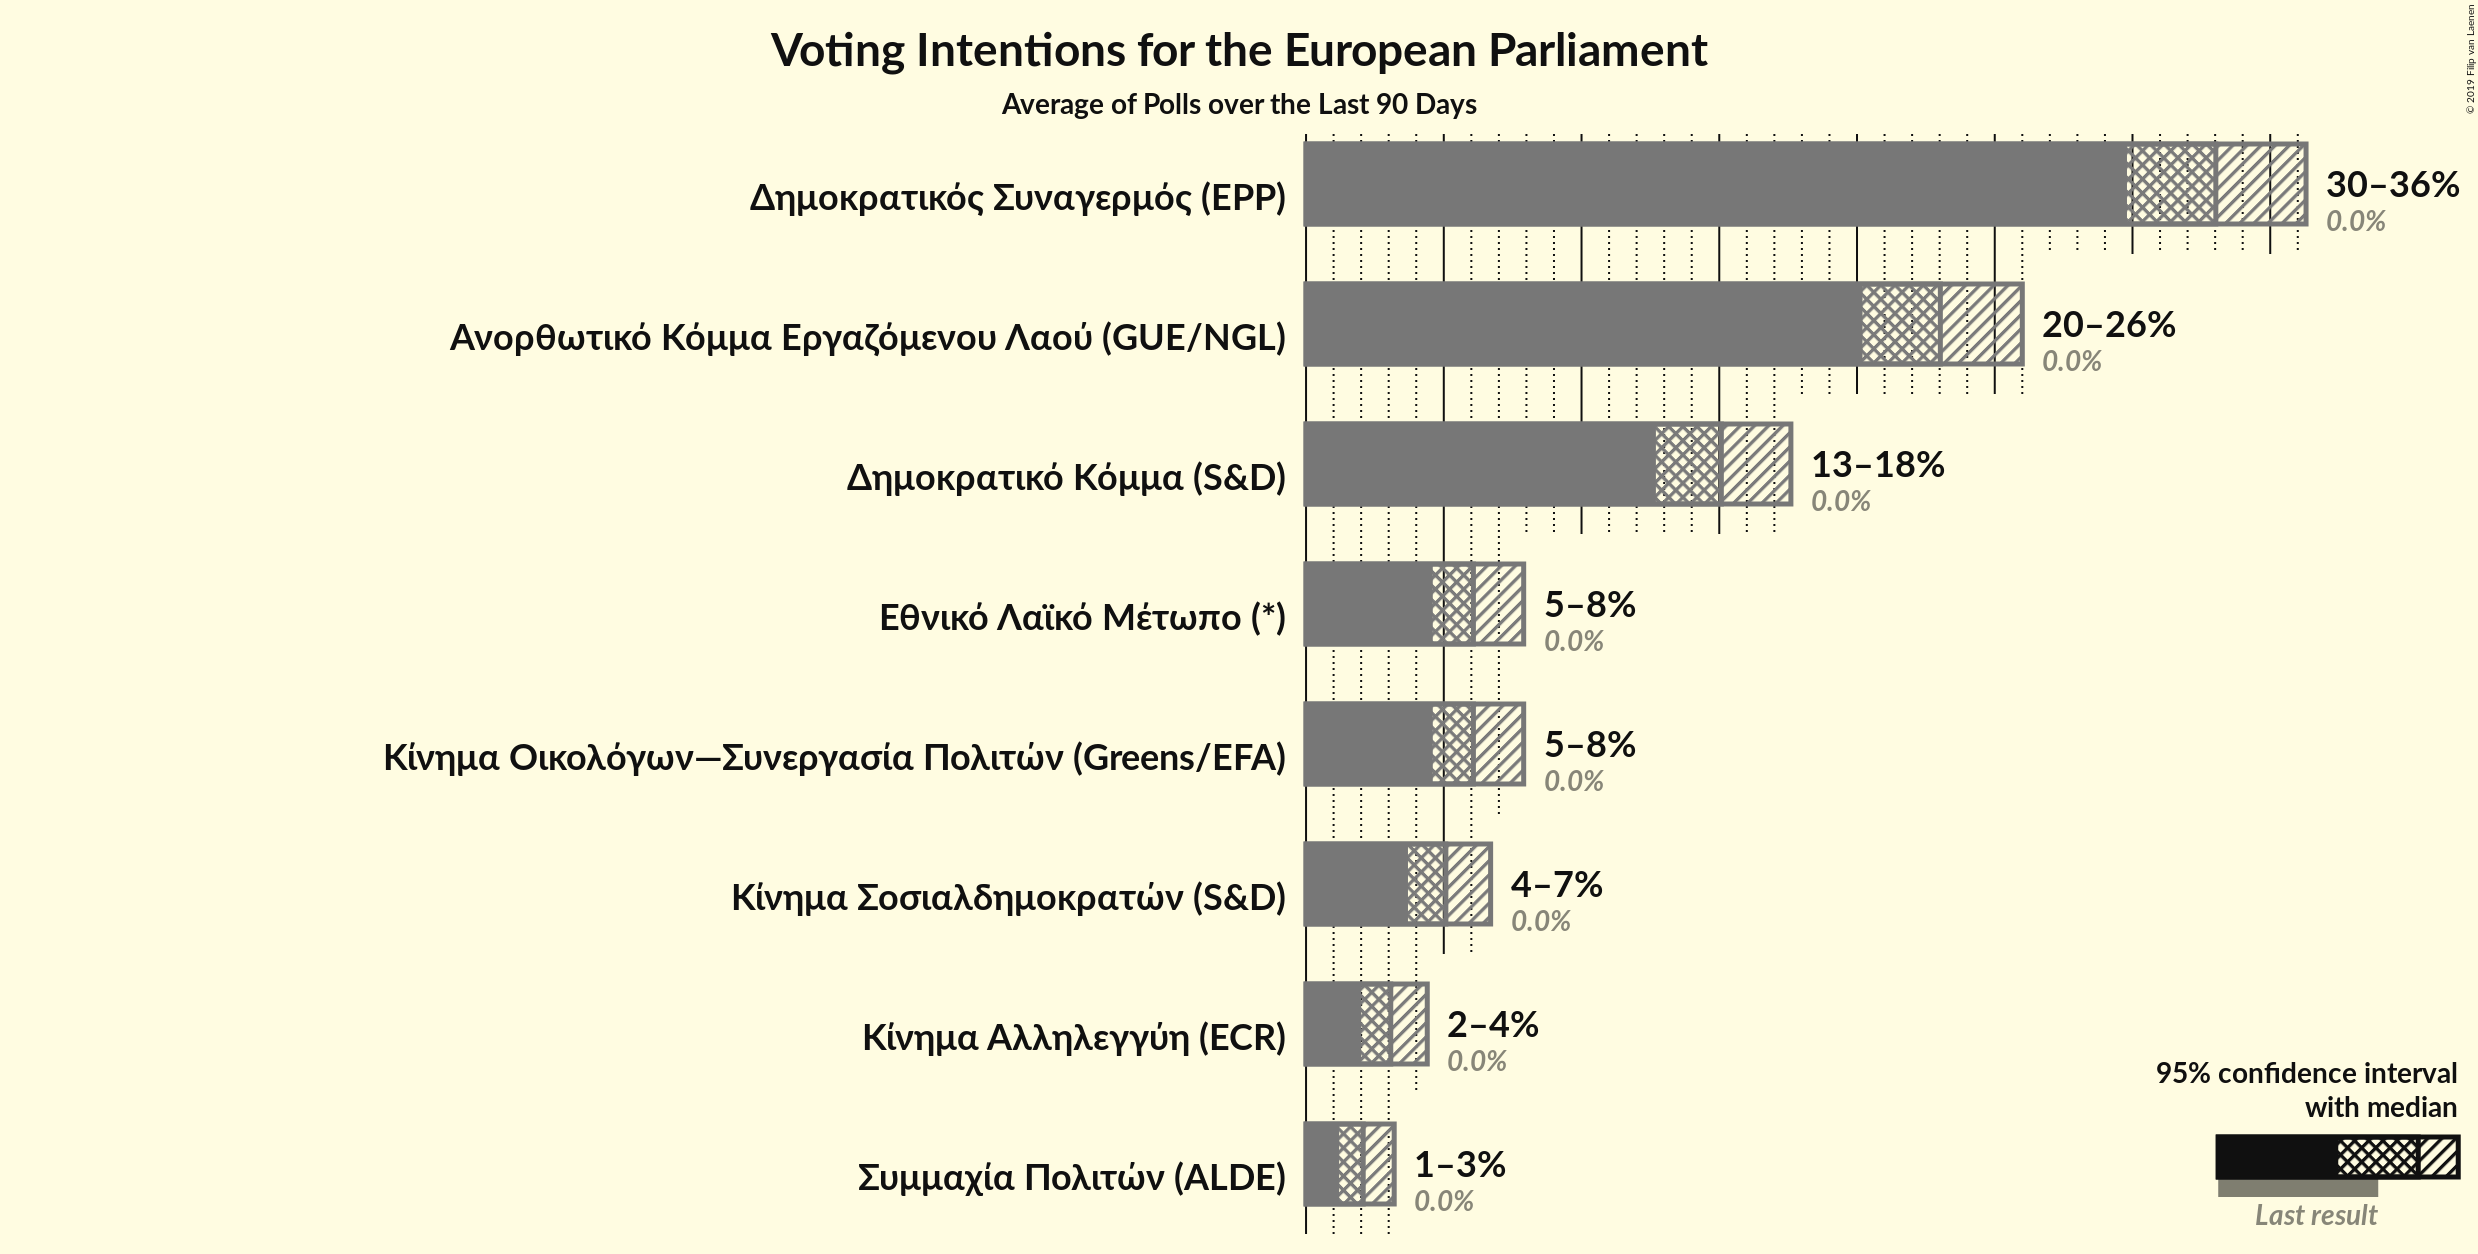 Voting Intentions for the European Parliament
Average of Polls over the Last 90 Days
© 2019 Filip van Laenen
Δημοκρατικός Συναγερμός (EPP)
30–36%
0.0%
Ανορθωτικό Κόμμα Εργαζόμενου Λαού (GUE/NGL)
20–26%
0.0%
Δημοκρατικό Κόμμα (S&D)
13–18%
0.0%
Εθνικό Λαϊκό Μέτωπο (*)
5–8%
0.0%
Κίνημα Οικολόγων—Συνεργασία Πολιτών (Greens/EFA)
5–8%
0.0%
Κίνημα Σοσιαλδημοκρατών (S&D)
4–7%
0.0%
Κίνημα Αλληλεγγύη (ECR)
2–4%
0.0%
Συμμαχία Πολιτών (ALDE)
1–3%
0.0%
95% confidence interval
with median
Last result